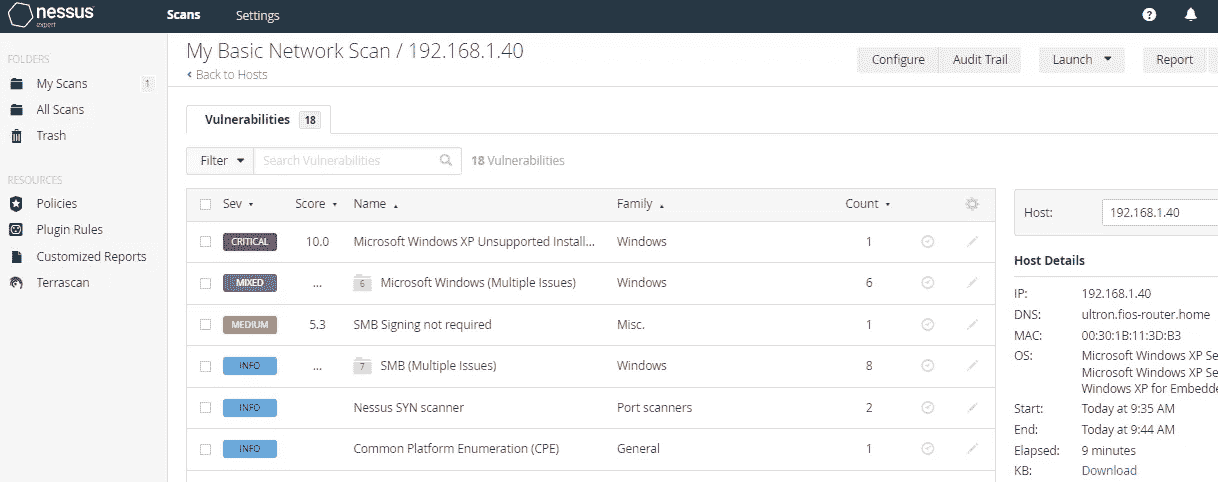 nessus
expert
Scans
Settings
FOLDERS
My Scans 1
All Scans
Trash
RESOURCES
Policies
Plugin Rules
Customized Reports
Terrascan
My Basic Network Scan / 192.168.1.40
Back to Hosts
Configure
Audit Trail
Launch
Report
Vulnerabilities 18
Filter
Search Vulnerabilities
18 Vulnerabilities
Sev Score Name Family Count
CRITICAL 10.0 Microsoft Windows XP Unsupported Install... Windows 1
MIXED ... 6 Microsoft Windows (Multiple Issues) Windows 6
MEDIUM 5.3 SMB Signing not required Misc. 1
INFO ... 7 SMB (Multiple Issues) Windows 8
INFO Nessus SYN scanner Port scanners 2
INFO Common Platform Enumeration (CPE) General 1
Host: 192.168.1.40
Host Details
IP: 192.168.1.40
DNS: ultron.fios-router.home
MAC: 00:30:1B:11:3D:B3
OS: Microsoft Windows XP Se
Microsoft Windows XP Se
Windows XP for Embedde
Start: Today at 9:35 AM
End: Today at 9:44 AM
Elapsed: 9 minutes
KB: Download